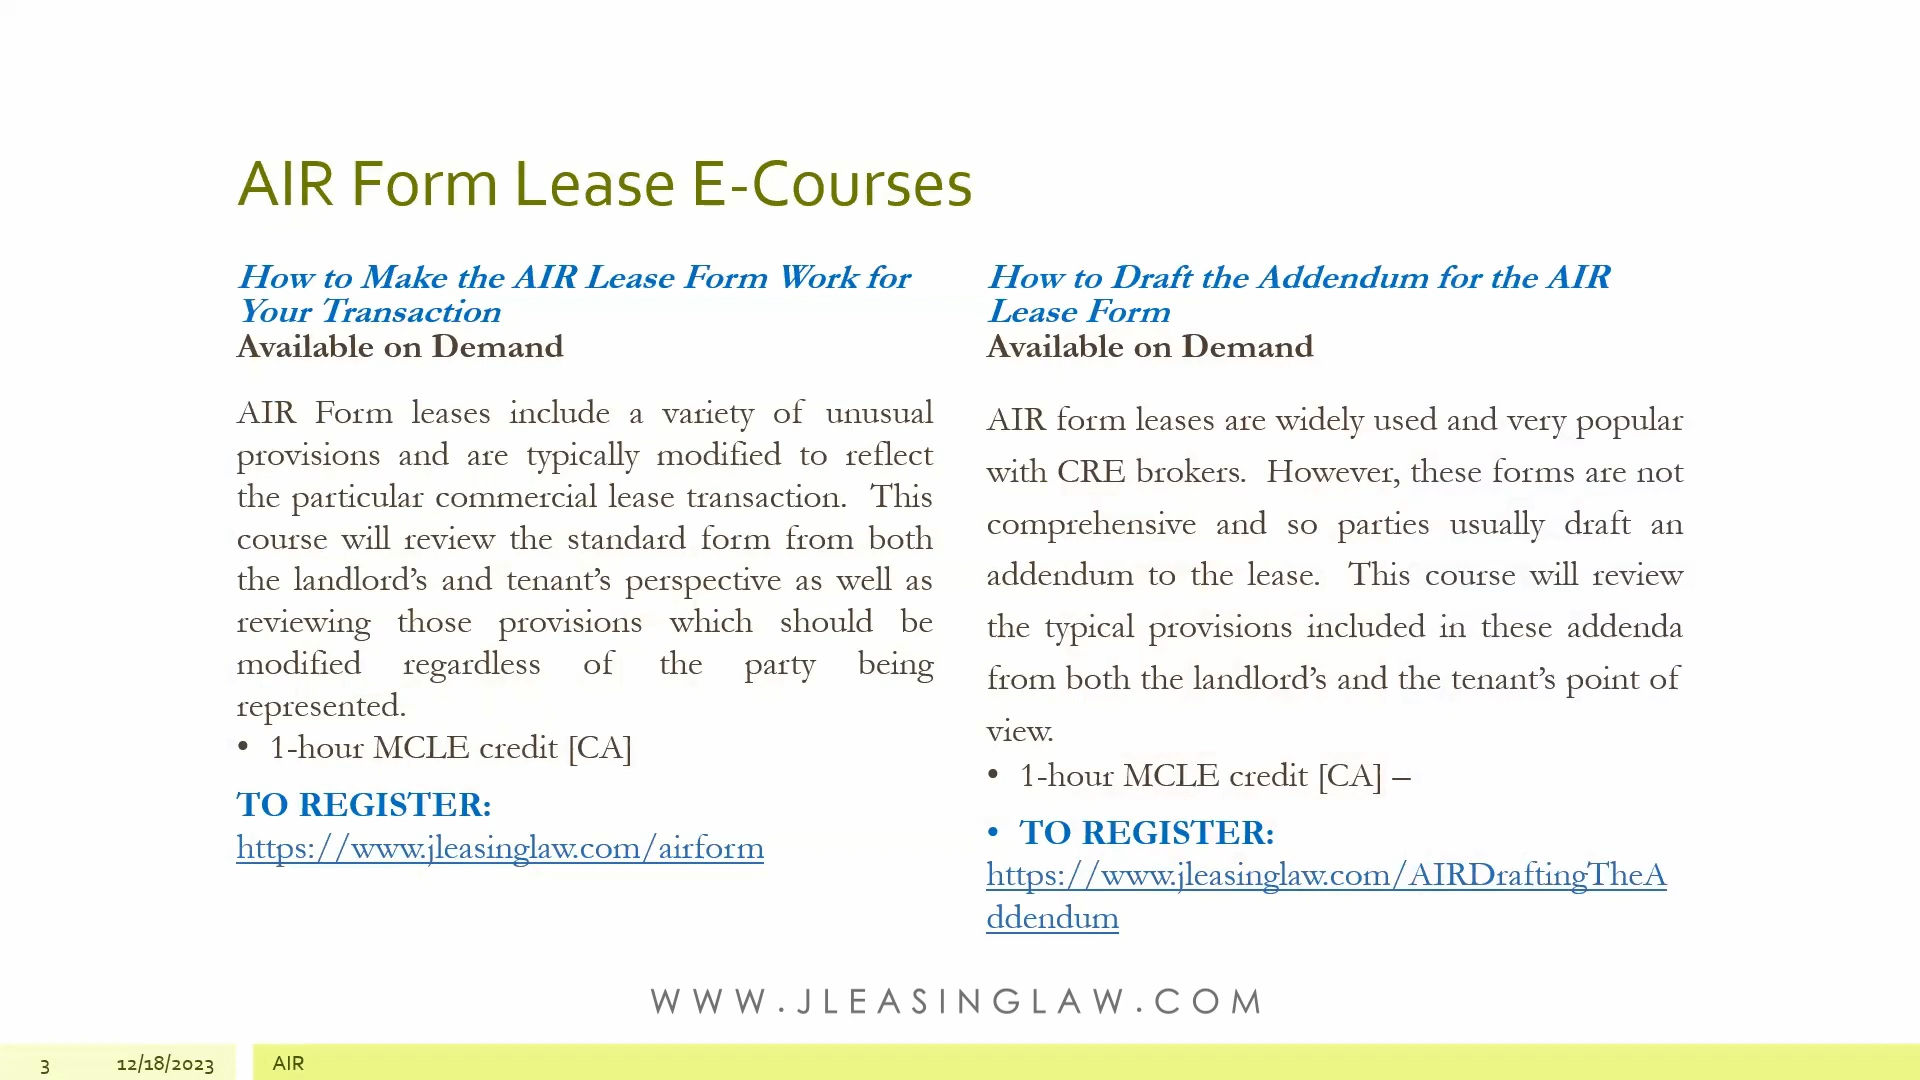 AIR Form Lease E-Courses
How to Make the AIR Lease Form Work for
Your Transaction
Available on Demand
AIR Form leases include a variety of unusual
provisions and are typically modified to reflect
the particular commercial lease transaction. This
course will review the standard form from both
the landlord’s and tenant’s perspective as well as
reviewing those provisions which should be
modified regardless of the party being
represented.
• 1-hour MCLE credit [CA]
TO REGISTER:
https://www.jleasinglaw.com/airform
How to Draft the Addendum for the AIR
Lease Form
Available on Demand
AIR form leases are widely used and very popular
with CRE brokers. However, these forms are not
comprehensive and so parties usually draft an
addendum to the lease. This course will review
the typical provisions included in these addenda
from both the landlord’s and the tenant’s point of
view.
• 1-hour MCLE credit [CA] –
• TO REGISTER:
https://www.jleasinglaw.com/AIRDraftingTheA
ddendum
WWW.JLEASINGLAW.COM
3 12/18/2023 AIR